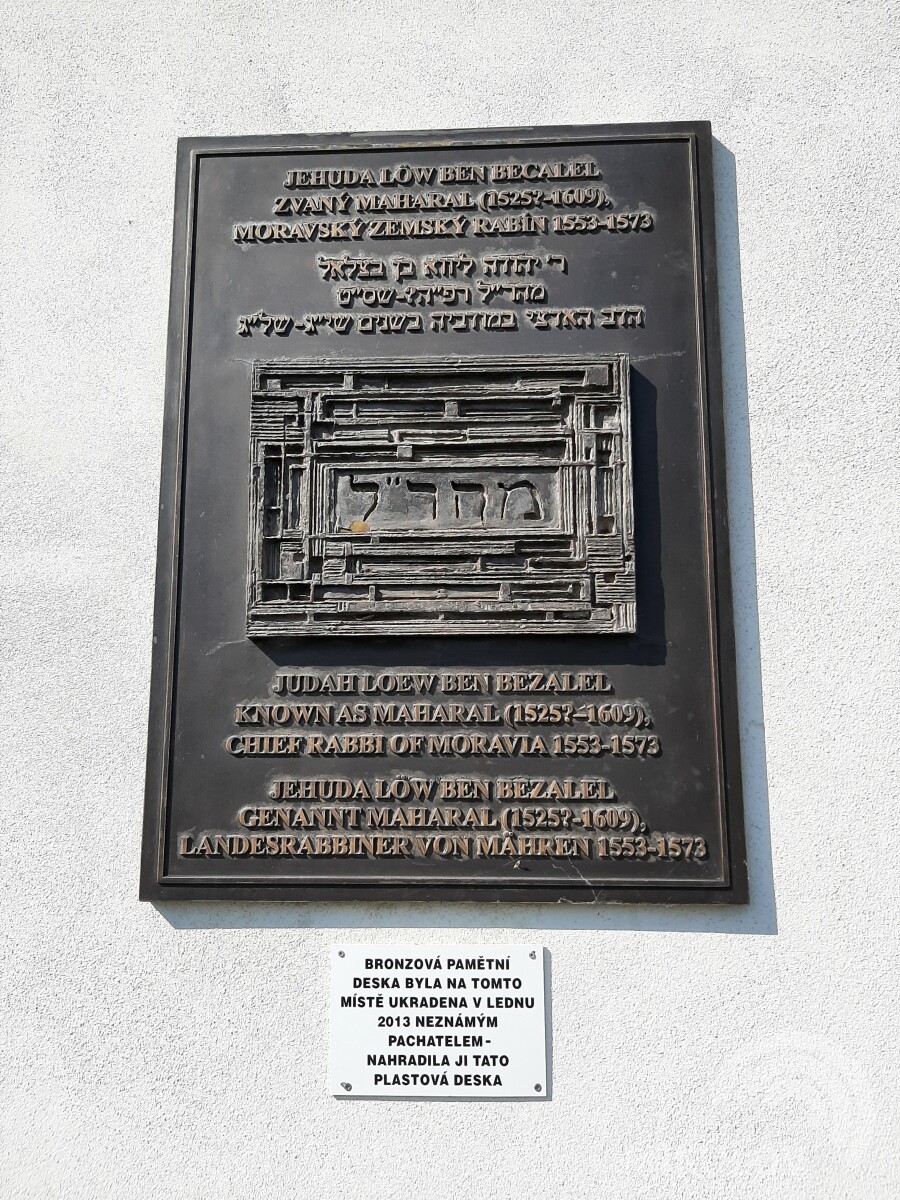 JEHUDA LÖW BEN BECALEL
ZVANÝ MAHARAL (1525?-1609),
MORAVSKÝ ZEMSKÝ RABÍN 1553-1573
ר' יהודה ליווא בן בצלאל
מהר"ל רפ"ה?-שס"ט
הרב הארצי במורביה בשנים שי"ג-של"ג
מהר"ל
JUDAH LOEW BEN BEZALEL
KNOWN AS MAHARAL (1525?–1609),
CHIEF RABBI OF MORAVIA 1553-1573
JEHUDA LÖW BEN BEZALEL
GENANNT MAHARAL (1525?-1609),
LANDESRABBINER VON MÄHREN 1553-1573
BRONZOVÁ PAMĚTNÍ
DESKA BYLA NA TOMTO
MÍSTĚ UKRADENA V LEDNU
2013 NEZNÁMÝM
PACHATELEM-
NAHRADILA JI TATO
PLASTOVÁ DESKA